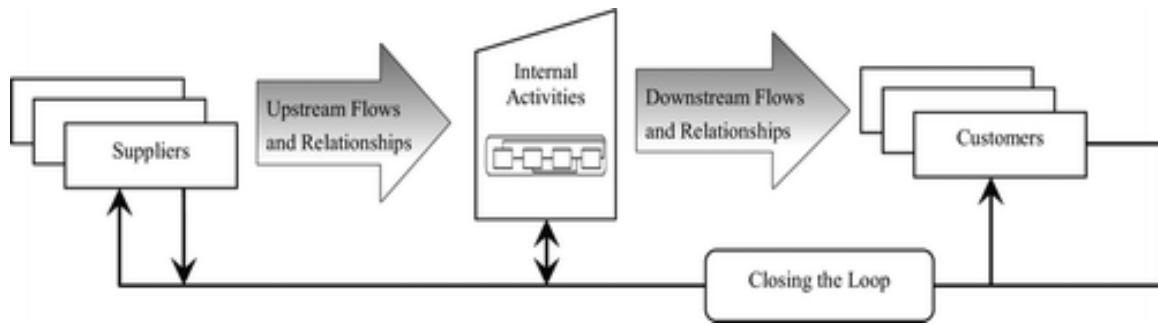 Suppliers
Upstream Flows
and Relationships
Internal
Activities
Downstream Flows
and Relationships
Customers
Closing the Loop